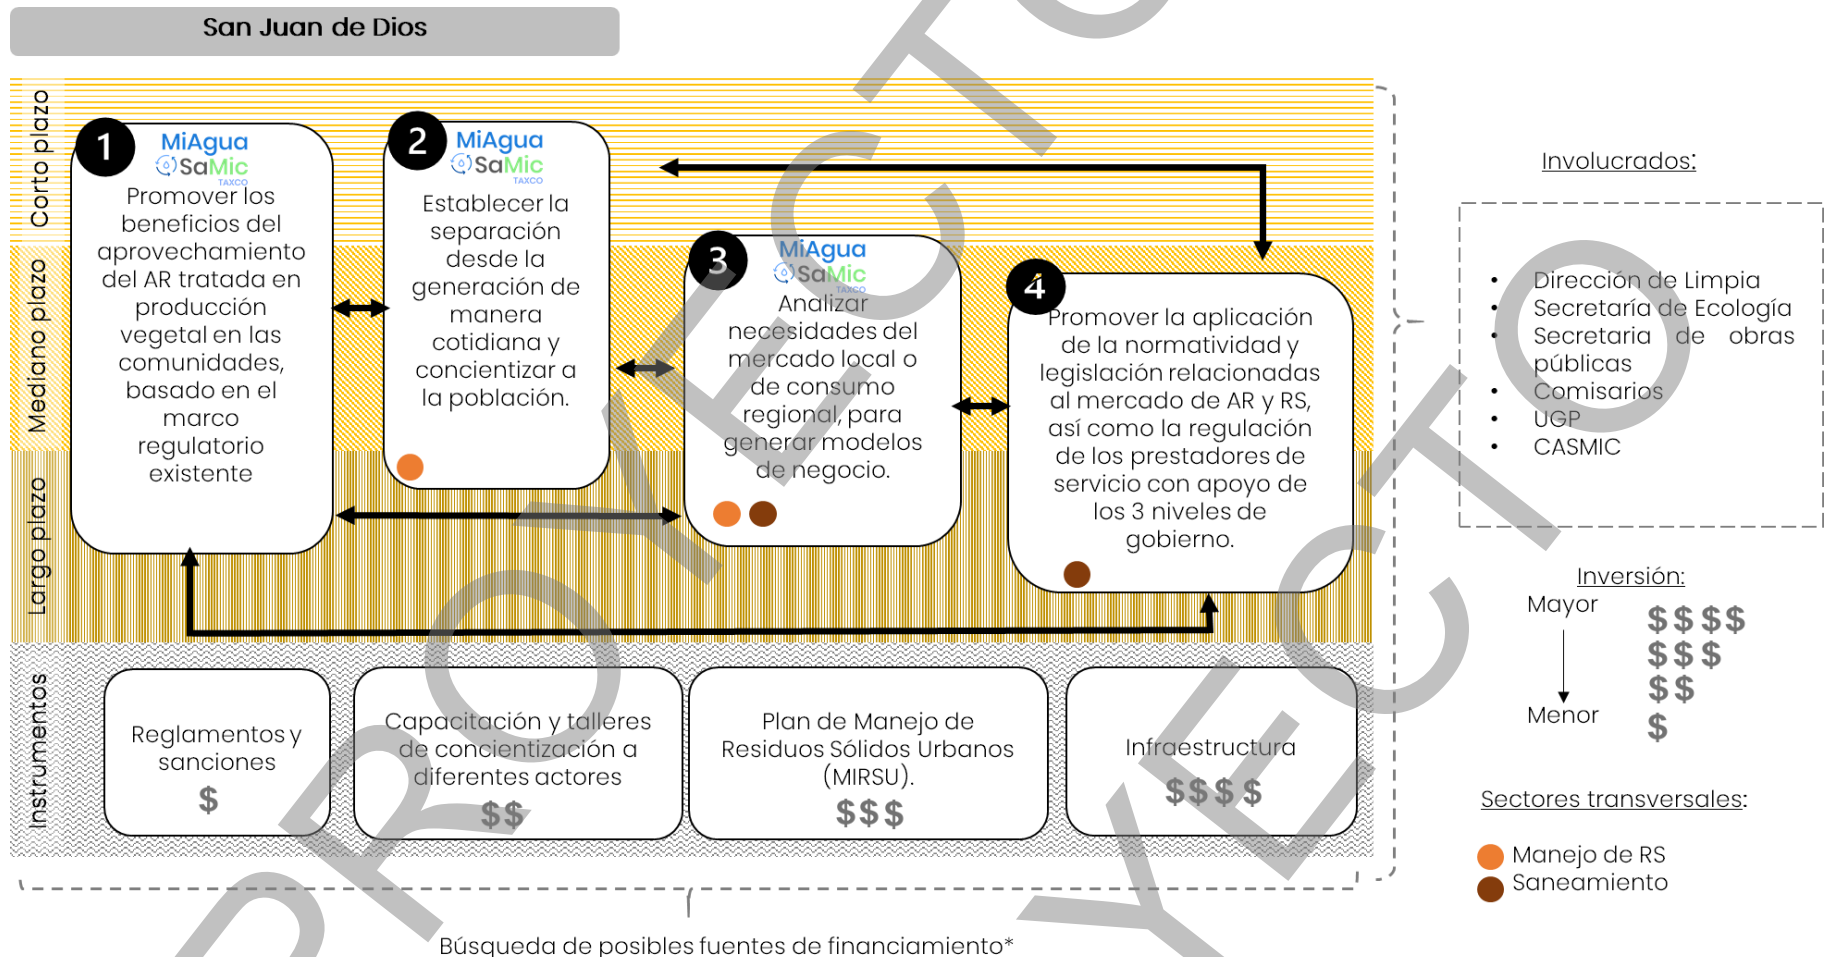 San Juan de Dios
Corto plazo
Mediano plazo
Largo plazo
Instrumentos
1
MiAgua
SaMic
TAXCO
Promover los
beneficios del
aprovechamiento
del AR tratada en
producción
vegetal en las
comunidades,
basado en el
marco
regulatorio
existente
2
MiAgua
SaMic
TAXCO
Establecer la
separación
desde la
generación de
manera
cotidiana y
concientizar a
la población.
3
MiAgua
SaMic
TAXCO
Analizar
necesidades del
mercado local o
de consumo
regional, para
generar modelos
de negocio.
4
Promover la aplicación
de la normatividad y
legislación relacionadas
al mercado de AR y RS,
así como la regulación
de los prestadores de
servicio con apoyo de
los 3 niveles de
gobierno.
Reglamentos y
sanciones
$
Capacitación y talleres
de concientización a
diferentes actores
$$
Plan de Manejo de
Residuos Sólidos Urbanos
(MIRSU).
$$$
Infraestructura
$$$$
Búsqueda de posibles fuentes de financiamiento*
Involucrados:
• Dirección de Limpia
• Secretaría de Ecología
• Secretaria de obras
públicas
• Comisarios
• UGP
• CASMIC
Inversión:
Mayor
$$$$
$$$
$$
Menor
$
Sectores transversales:
Manejo de RS
Saneamiento
PROYECTO
YECTO